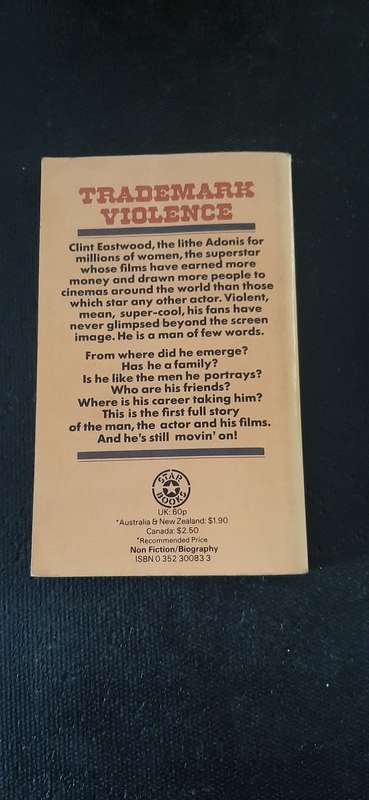 TRADEMARK
VIOLENCE
Clint Eastwood, the lithe Adonis for
millions of women, the superstar
whose films have earned more
money and drawn more people to
cinemas around the world than those
which star any other actor. Violent,
mean, super-cool, his fans have
never glimpsed beyond the screen
image. He is a man of few words.
From where did he emerge?
Has he a family?
Is he like the men he portrays?
Who are his friends?
Where is his career taking him?
This is the first full story
of the man, the actor and his films.
And he's still movin' on!
STAR
BOOKS
UK: 60p
*Australia & New Zealand: $1.90
Canada: $2.50
*Recommended Price
Non Fiction/Biography
ISBN 0 352 30083 3